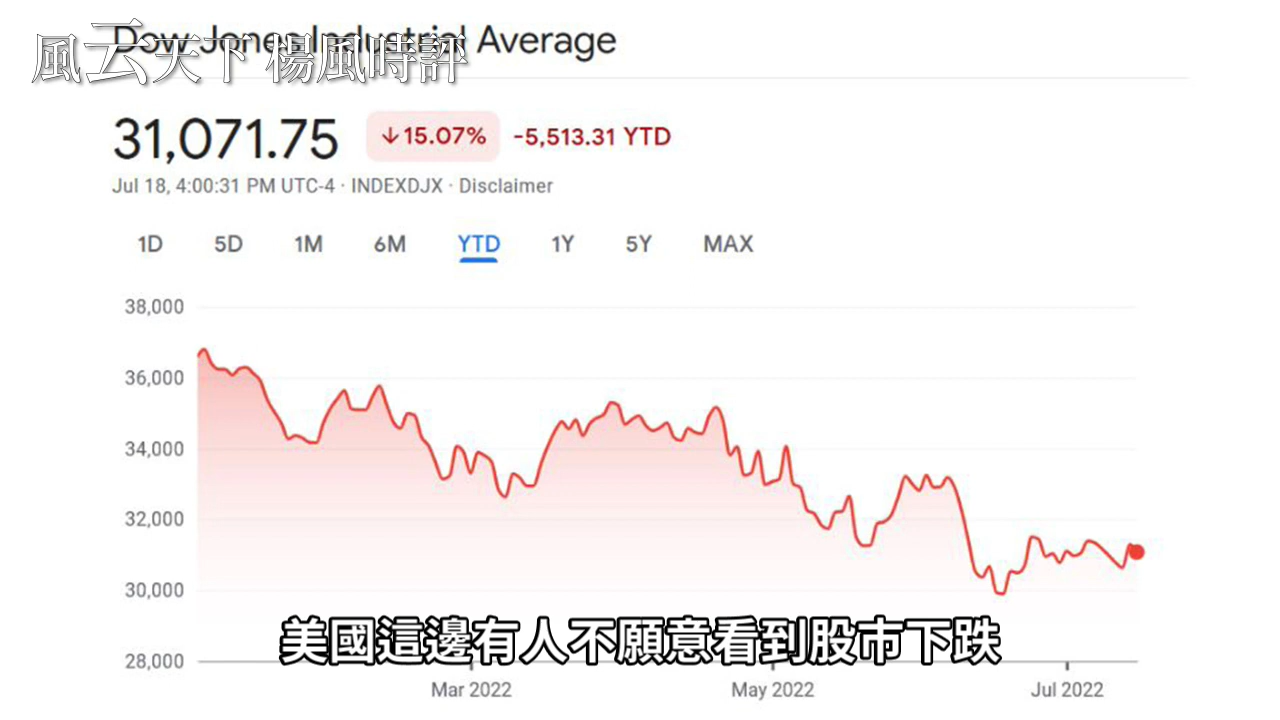 Dow Jones Industrial Average
風云天下 楊風時評
31,071.75 ↓15.07% -5,513.31 YTD
Jul 18, 4:00:31 PM UTC-4 · INDEXDJX · Disclaimer
1D 5D 1M 6M YTD 1Y 5Y MAX
38,000
36,000
34,000
32,000
30,000
28,000
美國這邊有人不願意看到股市下跌
Mar 2022 May 2022 Jul 2022